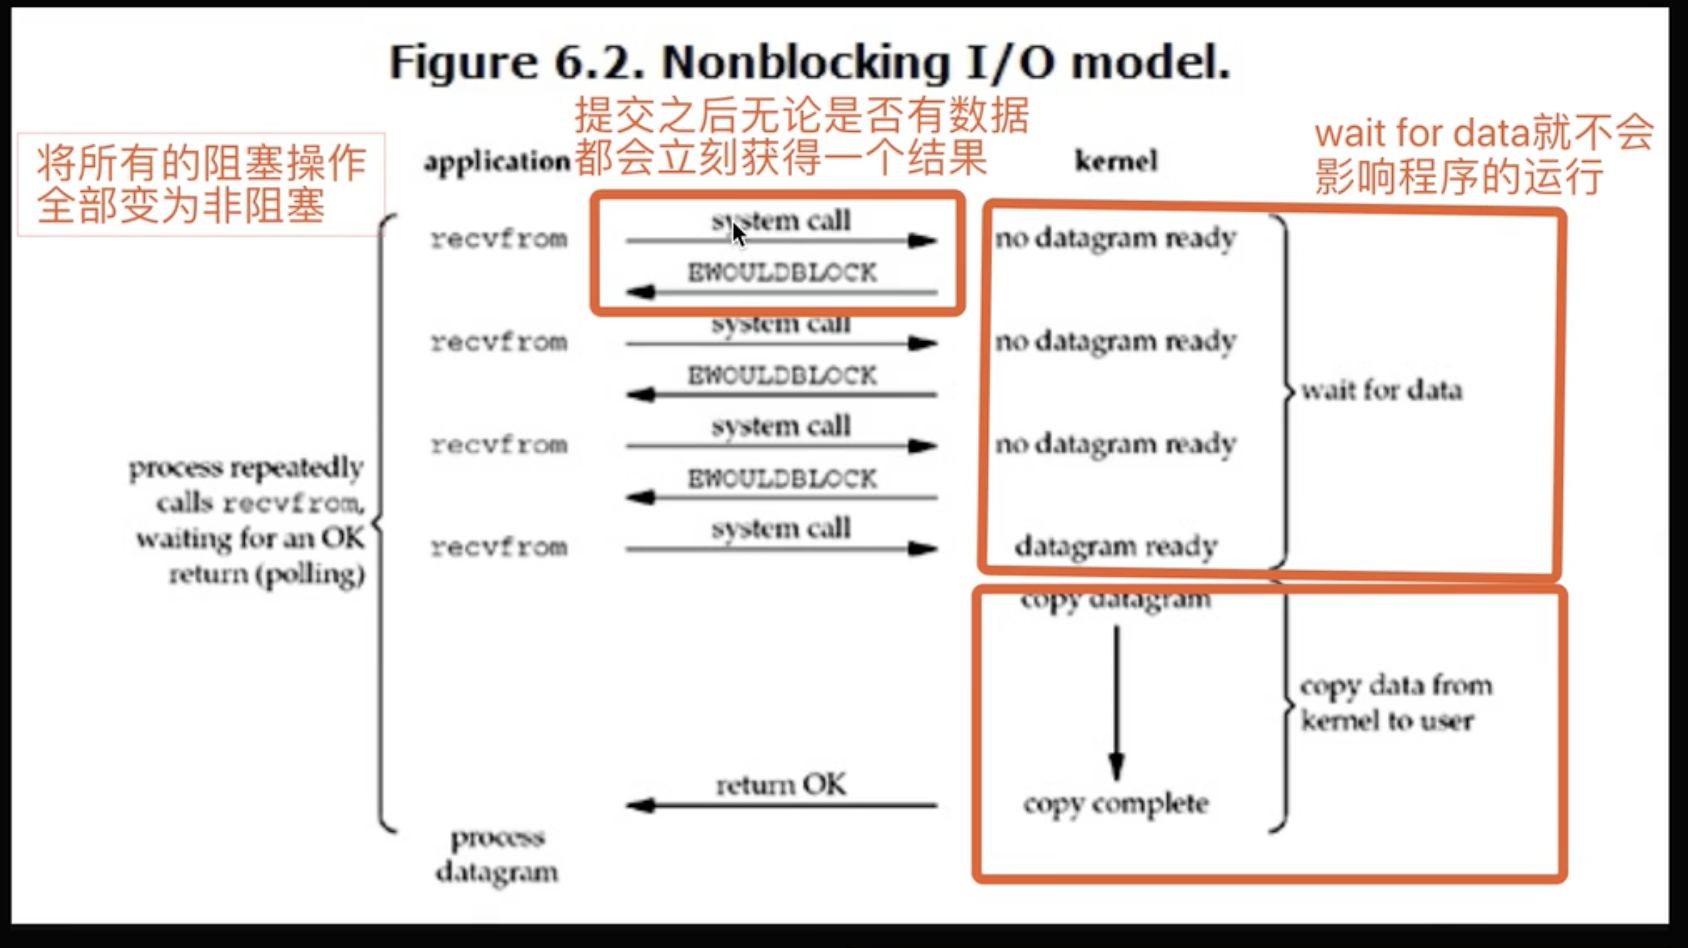 Figure 6.2. Nonblocking I/O model.
提交之后无论是否有数据
都会立刻获得一个结果
wait for data就不会
影响程序的运行
将所有的阻塞操作
全部变为非阻塞
application
kernel
recvfrom
system call
no datagram ready
EWOULDBLOCK
recvfrom
system call
no datagram ready
EWOULDBLOCK
wait for data
recvfrom
system call
no datagram ready
EWOULDBLOCK
process repeatedly
calls recvfrom,
waiting for an OK
return (polling)
recvfrom
system call
datagram ready
copy datagram
copy data from
kernel to user
return OK
copy complete
process
datagram